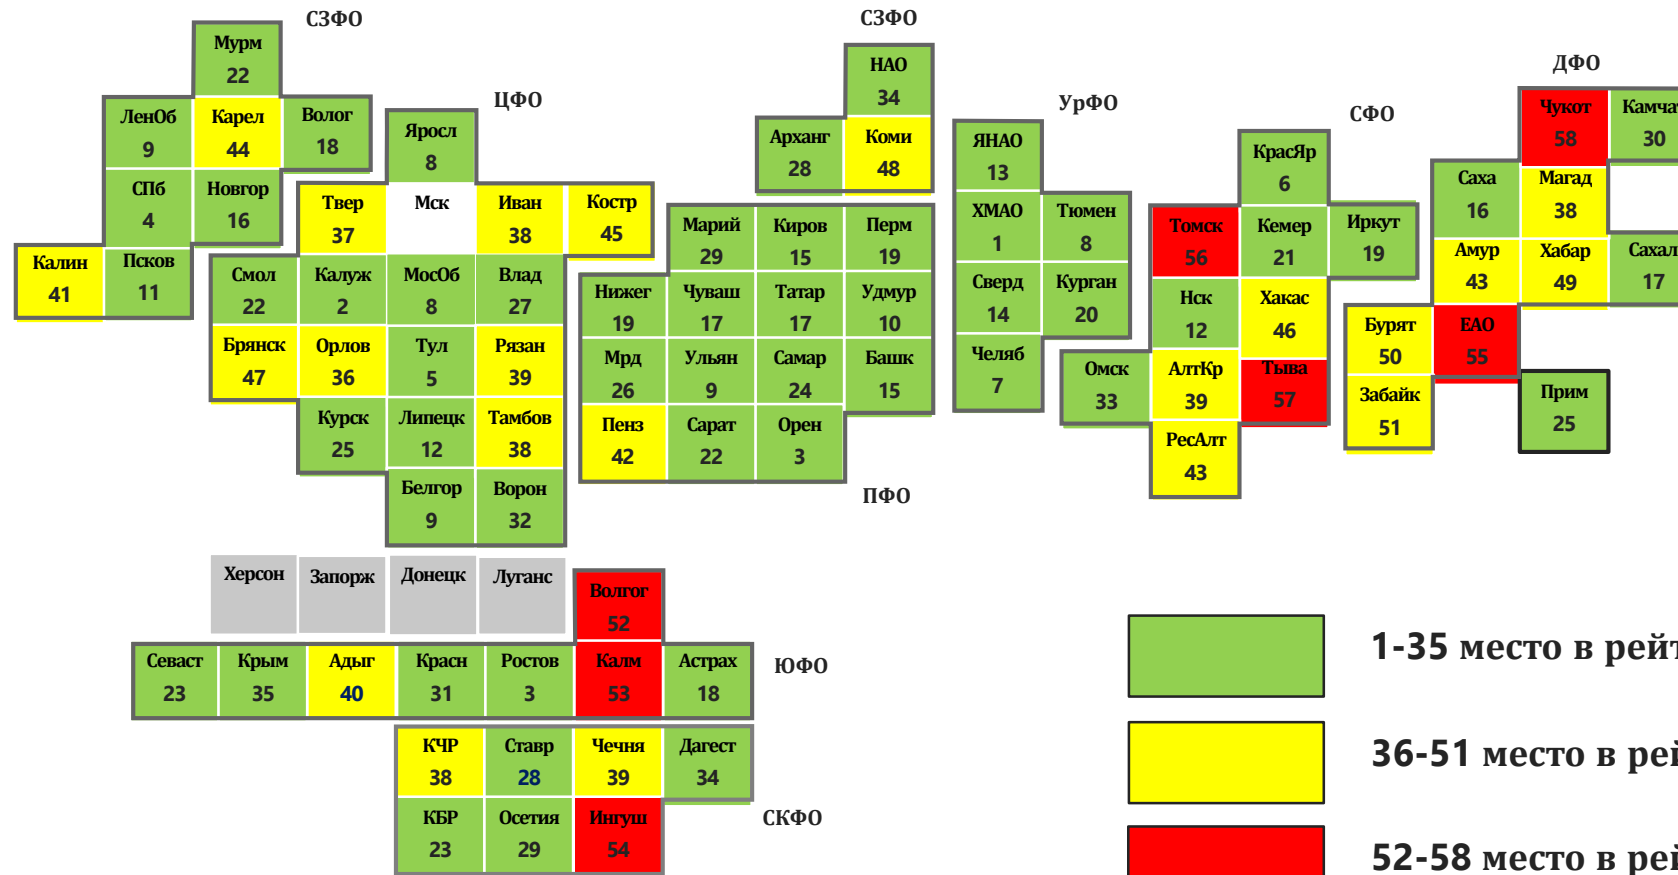 СЗФО
Мурм
22
ЛенОб
9
Карел
44
Волог
18
СПб
4
Новгор
16
Калин
41
Псков
11
ЦФО
Яросл
8
Твер
37
Мск
Иван
38
Костр
45
Смол
22
Калуж
2
МосОб
8
Влад
27
Брянск
47
Орлов
36
Тул
5
Рязан
39
Курск
25
Липецк
12
Тамбов
38
Белгор
9
Ворон
32
СЗФО
НАО
34
Арханг
28
Коми
48
Марий
29
Киров
15
Перм
19
Нижег
19
Чуваш
17
Татар
17
Удмур
10
Мрд
26
Ульян
9
Самар
24
Башк
15
Пенз
42
Сарат
22
Орен
3
ПФО
УрФО
ЯНАО
13
ХМАО
1
Тюмен
8
Сверд
14
Курган
20
Челяб
7
СФО
КрасЯр
6
Томск
56
Кемер
21
Иркут
19
Нск
12
Хакас
46
Омск
33
АлтКр
39
Тыва
57
РесАлт
43
ДФО
Чукот
58
Камчат
30
Саха
16
Магад
38
Амур
43
Хабар
49
Сахал
17
Бурят
50
ЕАО
55
Забайк
51
Прим
25
Херсон
Запорж
Донецк
Луганс
Волгог
52
Севаст
23
Крым
35
Адыг
40
Красн
31
Ростов
3
Калм
53
Астрах
18
ЮФО
КЧР
38
Ставр
28
Чечня
39
Дагест
34
КБР
23
Осетия
29
Ингуш
54
СКФО
1-35 место в рейт
36-51 место в рей
52-58 место в рей